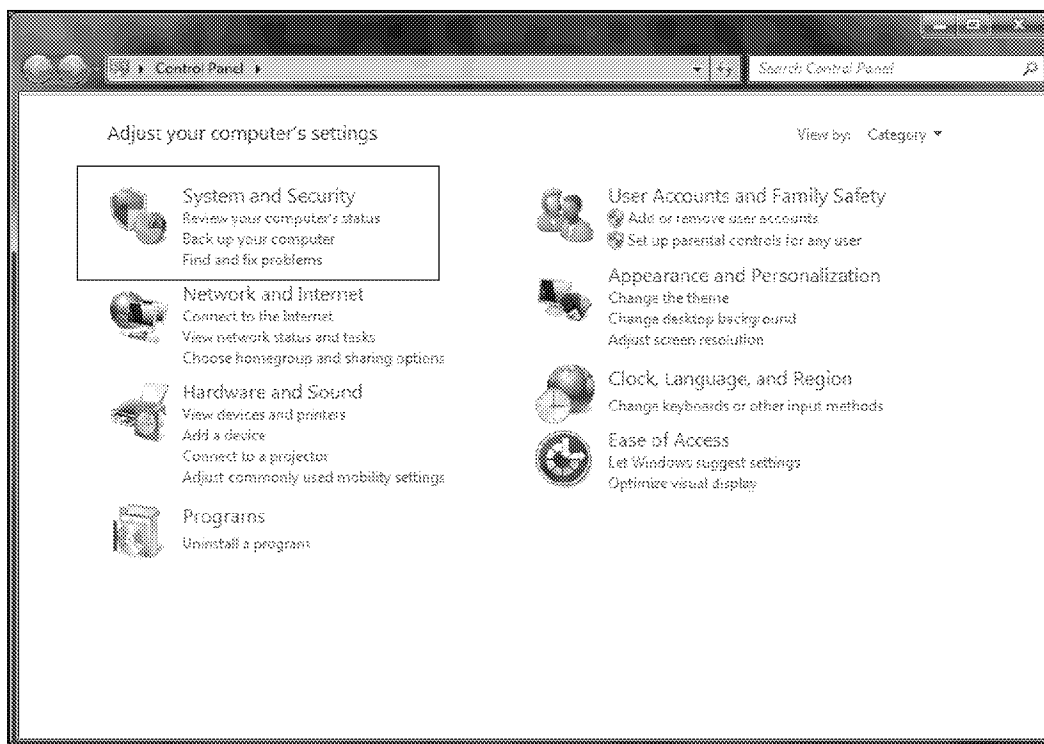 Control Panel
Search Control Panel
Adjust your computer's settings
View by: Category
System and Security
Review your computer's status
Back up your computer
Find and fix problems
Network and Internet
Connect to the Internet
View network status and tasks
Choose homegroup and sharing options
Hardware and Sound
View devices and printers
Add a device
Connect to a projector
Adjust commonly used mobility settings
Programs
Uninstall a program
User Accounts and Family Safety
Add or remove user accounts
Set up parental controls for any user
Appearance and Personalization
Change the theme
Change desktop background
Adjust screen resolution
Clock, Language, and Region
Change keyboards or other input methods
Ease of Access
Let Windows suggest settings
Optimize visual display